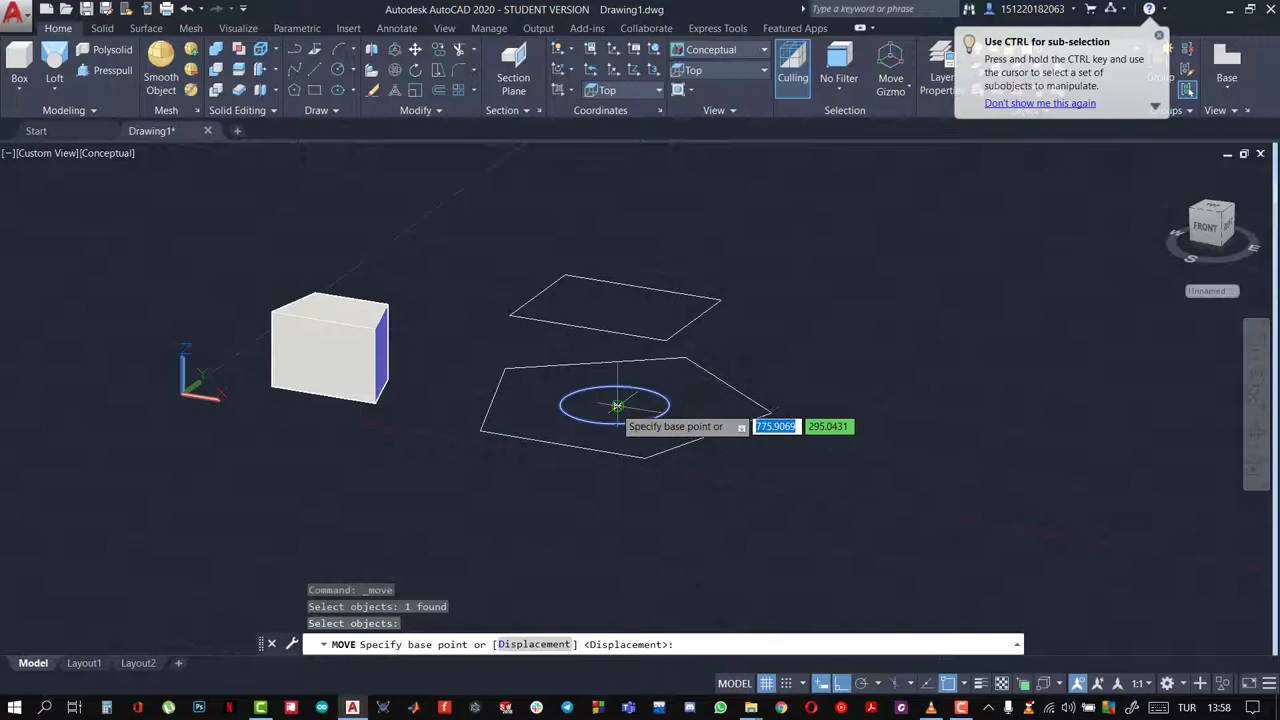 Autodesk AutoCAD 2020 - STUDENT VERSION Drawing1.dwg
Type a keyword or phrase
151220182063
Home Solid Surface Mesh Visualize Parametric Insert Annotate View Manage Output Add-ins Collaborate Express Tools Featured Apps
Box
Loft
Polysolid
Presspull
Smooth
Object
Section
Plane
Top
Conceptual
Top
Culling
No Filter
Move
Gizmo
Layer
Properties
Group
Base
Modeling
Mesh
Solid Editing
Draw
Modify
Section
Coordinates
View
Selection
Groups
View
Use CTRL for sub-selection
Press and hold the CTRL key and use
the cursor to select a set of
subobjects to manipulate.
Don't show me this again
Start
Drawing1*
[−][Custom View][Conceptual]
TOP
FRONT
W
S
Unnamed
Z
Y
X
Specify base point or
775.9069
295.0431
Command: _move
Select objects: 1 found
Select objects:
MOVE Specify base point or [Displacement] <Displacement>:
Model Layout1 Layout2
MODEL
1:1
TUR
13:58